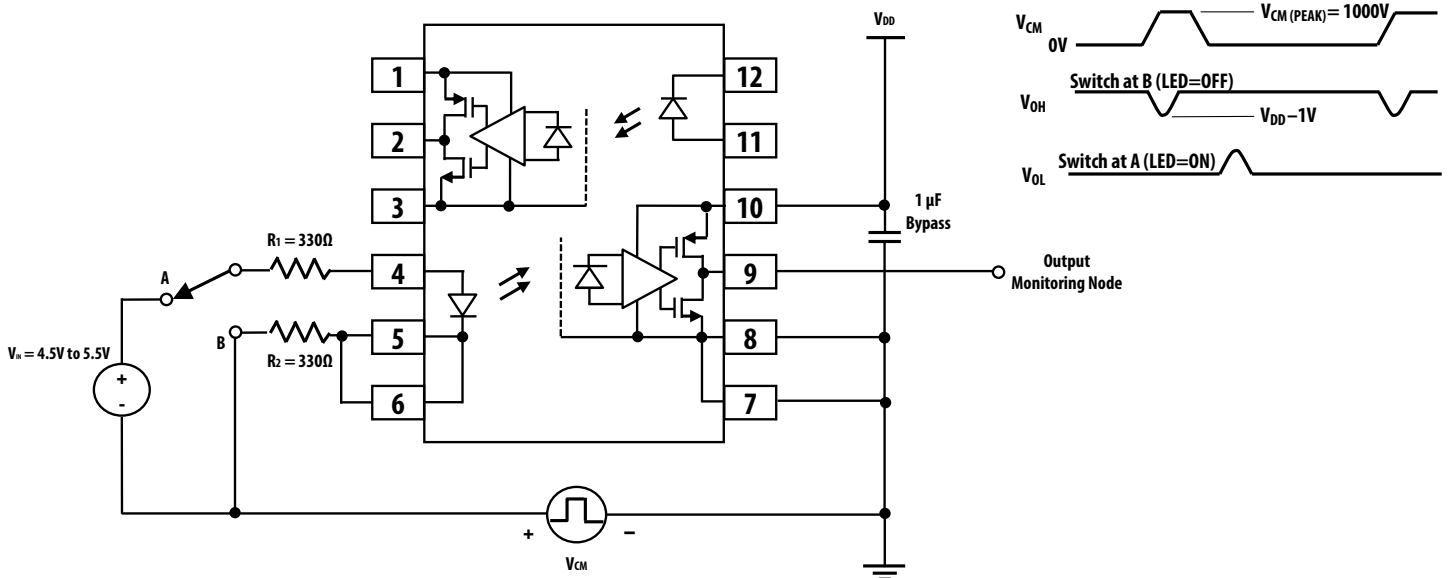 1
2
3
4
5
6
12
11
10
9
8
7
VDD
1 µF
Bypass
Output
Monitoring Node
R1 = 330Ω
A
B
R2 = 330Ω
VIN = 4.5V to 5.5V
+
-
+
−
VCM
VCM
0V
VCM (PEAK) = 1000V
Switch at B (LED=OFF)
VOH
VDD−1V
Switch at A (LED=ON)
VOL